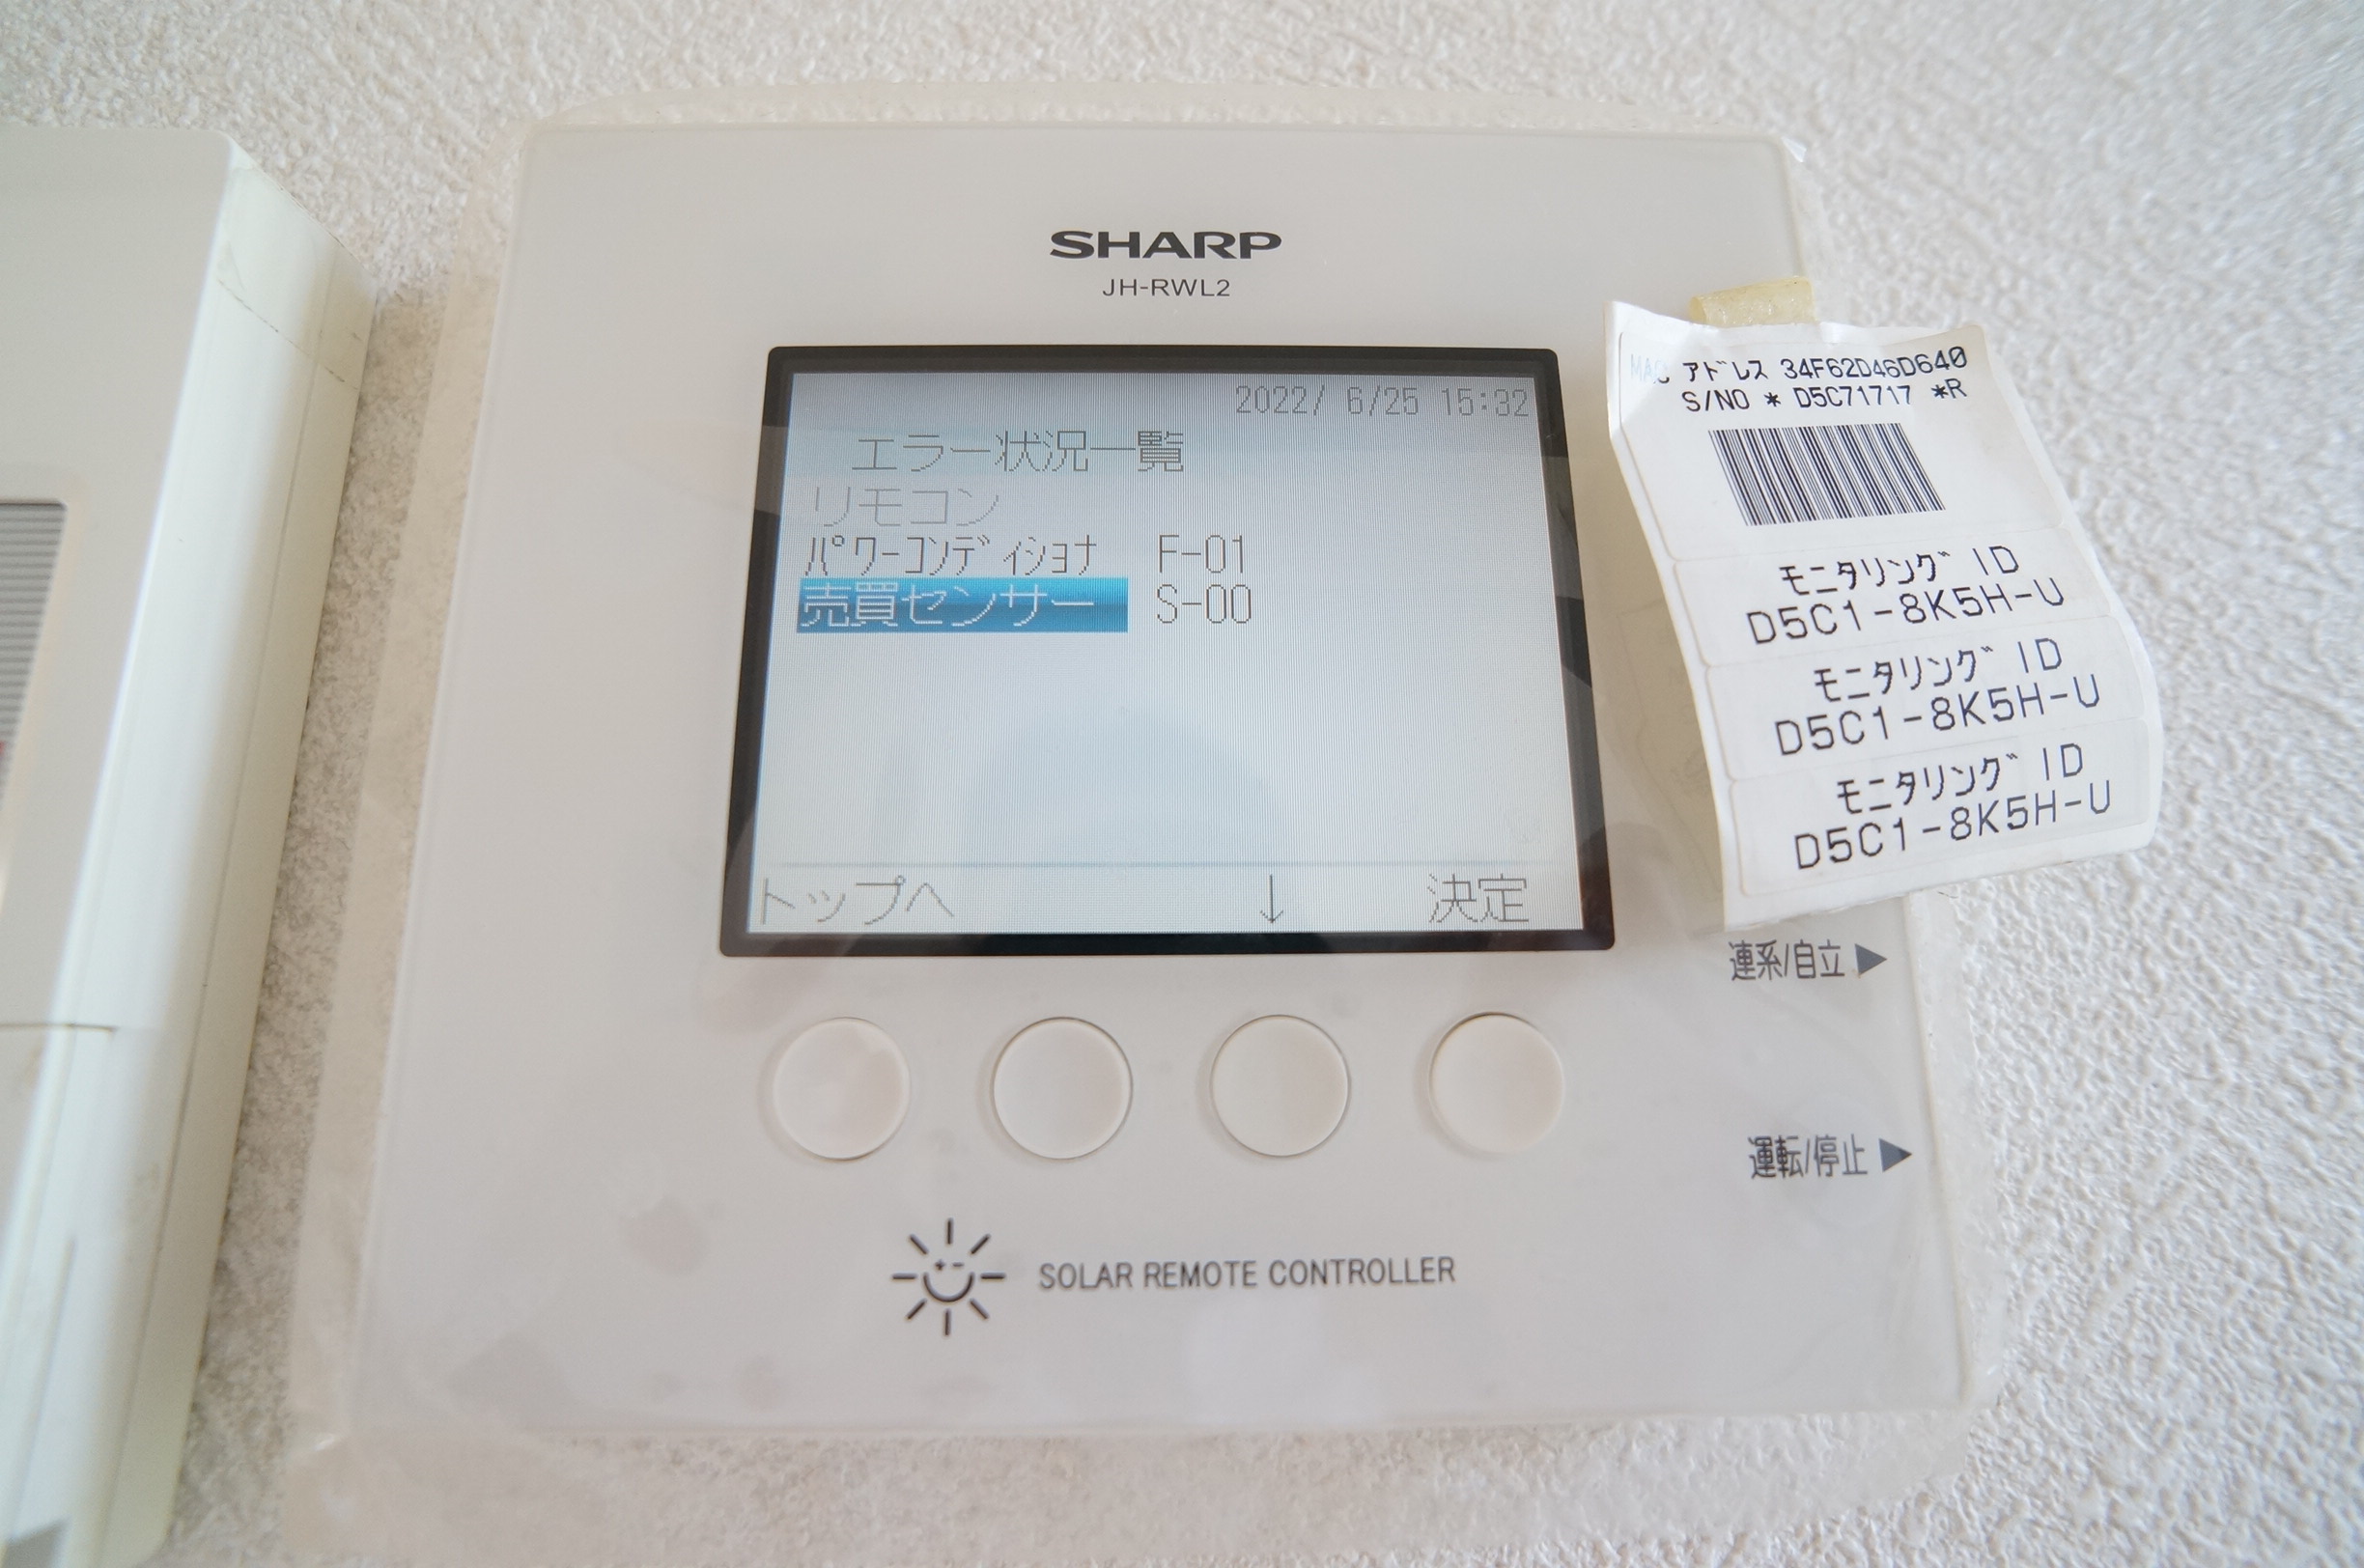 SHARP
JH-RWL2
2022/ 6/25 15:32
エラー状況一覧
リモコン
パワーコンディショナ F-01
売買センサー S-00
トップへ ↓ 決定
MAC アドレス 34F62D46D640
S/NO * D5C71717 *R
モニタリング ID
D5C1-8K5H-U
モニタリング ID
D5C1-8K5H-U
モニタリング ID
D5C1-8K5H-U
連系/自立 ▶
運転/停止 ▶
SOLAR REMOTE CONTROLLER